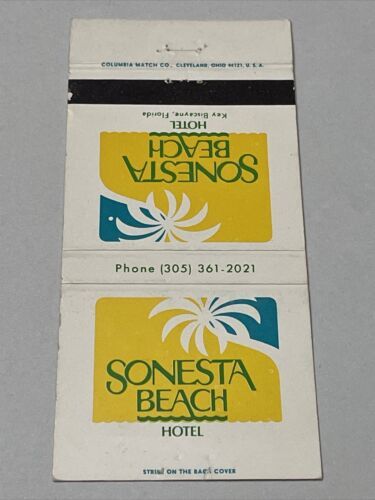 COLUMBIA MATCH CO., CLEVELAND, OHIO 44121, U. S. A.
Key Biscayne, Florida
HOTEL
BEACH
SONESTA
Phone (305) 361-2021
SONESTA
BEACH
HOTEL
STRIKE ON THE BACK COVER